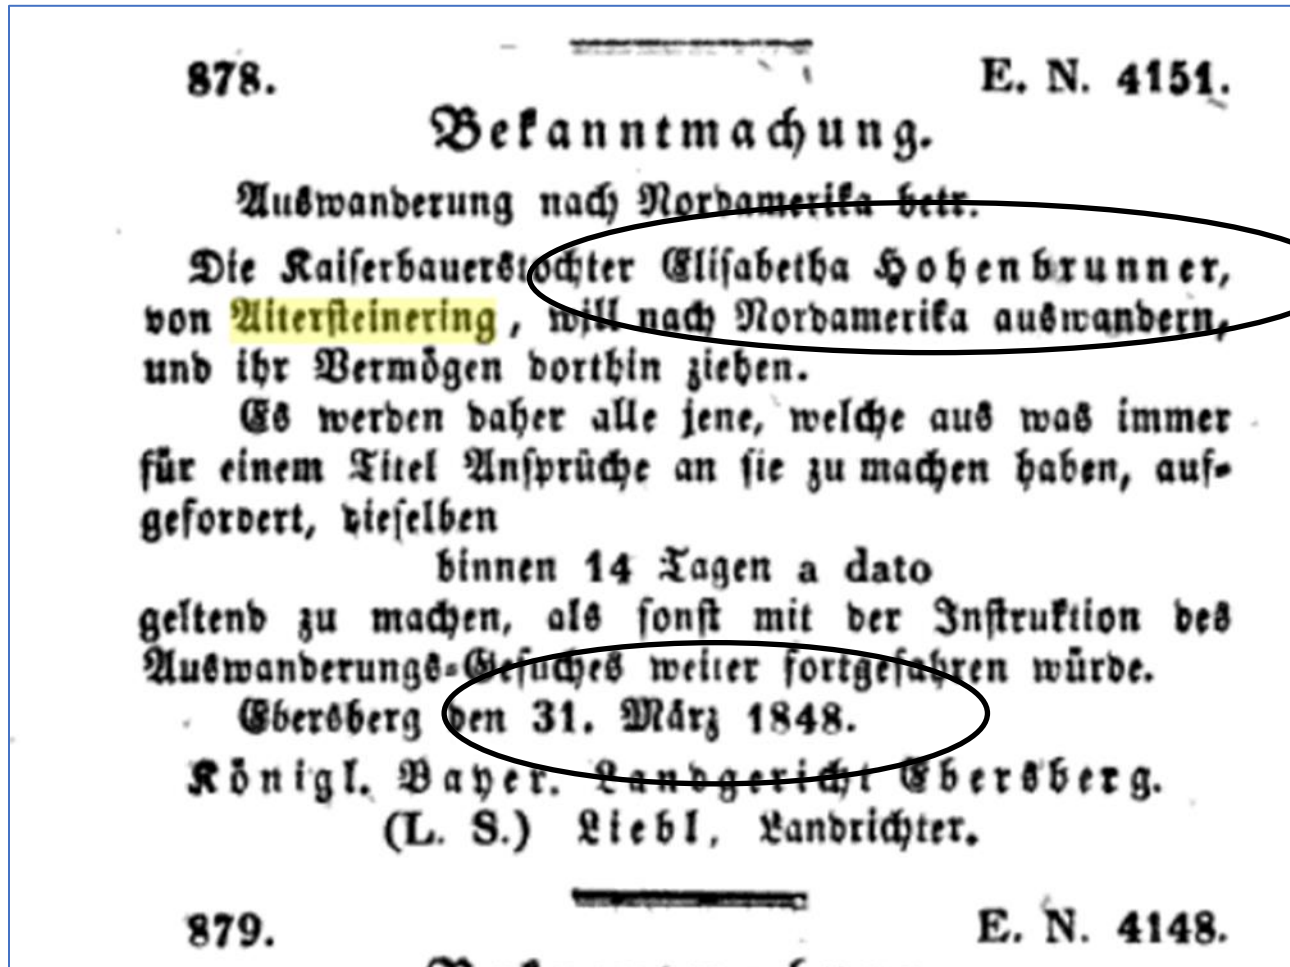 878. E. N. 4151.
Bekanntmachung.
Auswanderung nach Nordamerika betr.
Die Kaiserbauerstochter Elisabetha Hohenbrunner,
von Aitersteinering, will nach Nordamerika auswandern,
und ihr Vermögen dorthin ziehen.
Es werden daher alle jene, welche aus was immer
für einem Titel Ansprüche an sie zu machen haben, auf-
gefordert, dieselben
binnen 14 Tagen a dato
geltend zu machen, als sonst mit der Instruktion des
Auswanderungs-Gesuches weiter fortgefahren würde.
Ebersberg den 31. März 1848.
Königl. Bayer. Landgericht Ebersberg.
(L. S.) Liebl, Landrichter.
879. E. N. 4148.